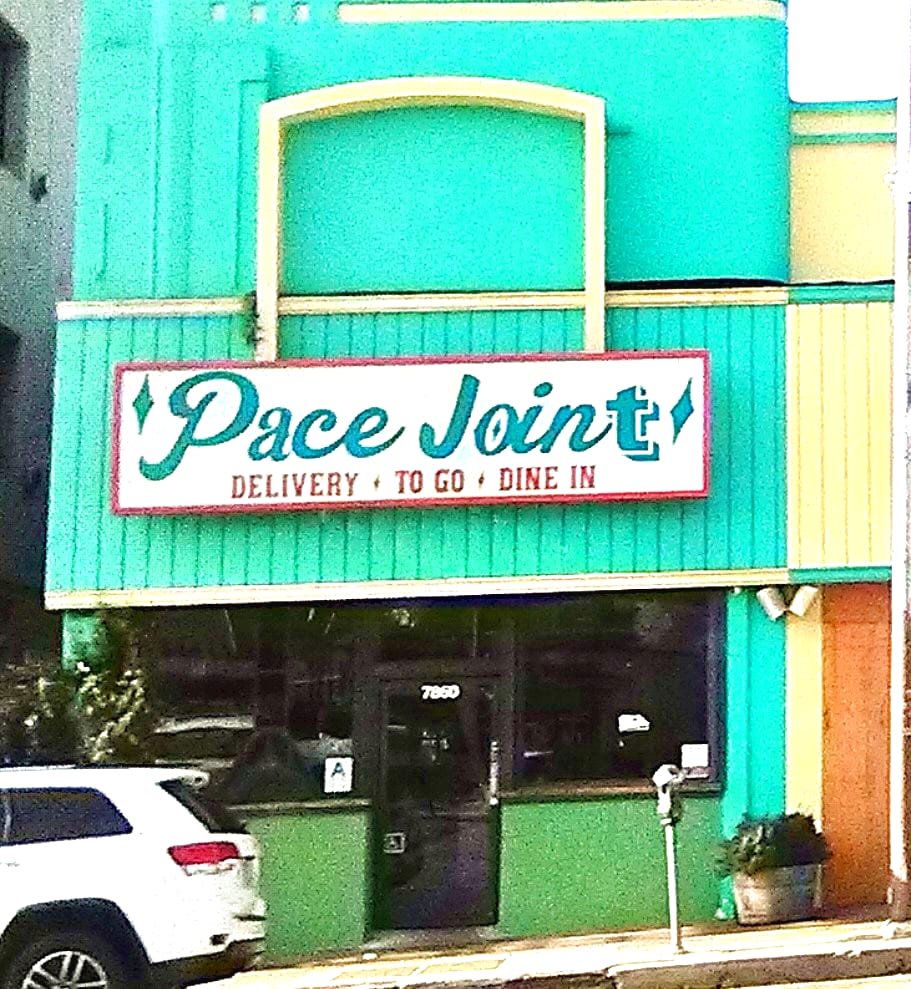 Pace Joint
DELIVERY ♦ TO GO ♦ DINE IN
7860
A